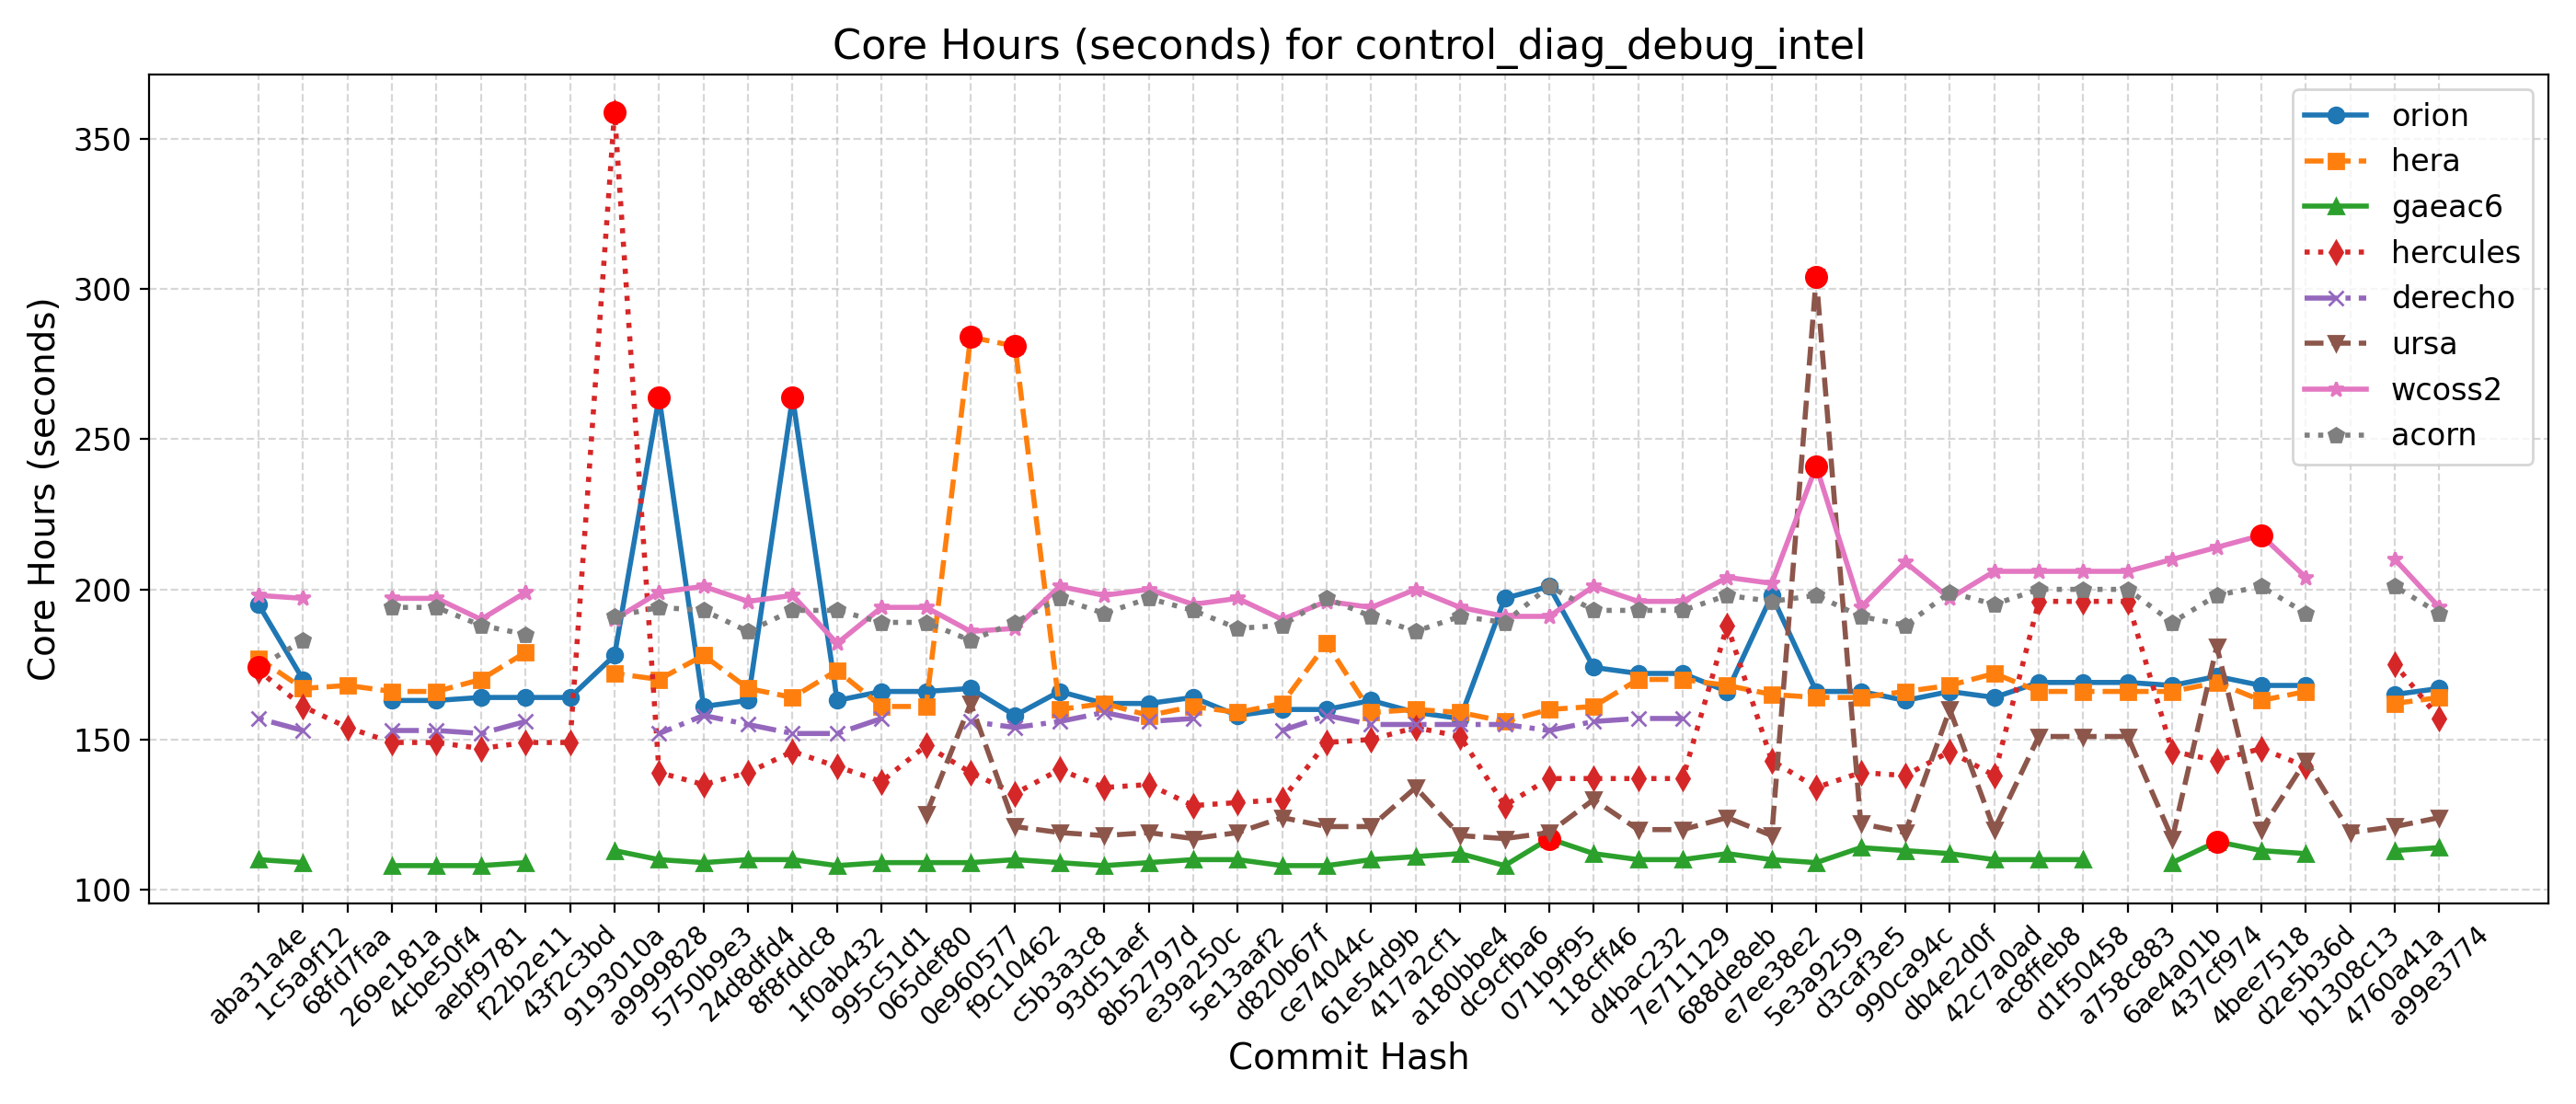 Core Hours (seconds) for control_diag_debug_intel
Core Hours (seconds)
350
300
250
200
150
100
orion
hera
gaeac6
hercules
derecho
ursa
wcoss2
acorn
aba31a4e
1c5a9f12
68fd7faa
269e181a
4cbe50f4
aebf9781
f22b2e11
43f2c3bd
9193010a
a9999828
5750b9e3
24d8dfd4
8f8fddc8
1f0ab432
995c51d1
065def80
0e960577
f9c10462
c5b3a3c8
93d51aef
8b52797d
e39a250c
5e13aaf2
d820b67f
ce74044c
61e54d9b
417a2cf1
a180bbe4
dc9cfba6
071b9f95
118cff46
d4bac232
7e711129
688de8eb
e7ee38e2
5e3a9259
d3caf3e5
990ca94c
db4e2d0f
42c7a0ad
ac8ffeb8
d1f50458
a758c883
6ae4a01b
437cf974
4bee7518
d2e5b36d
b1308c13
4760a41a
a99e3774
Commit Hash